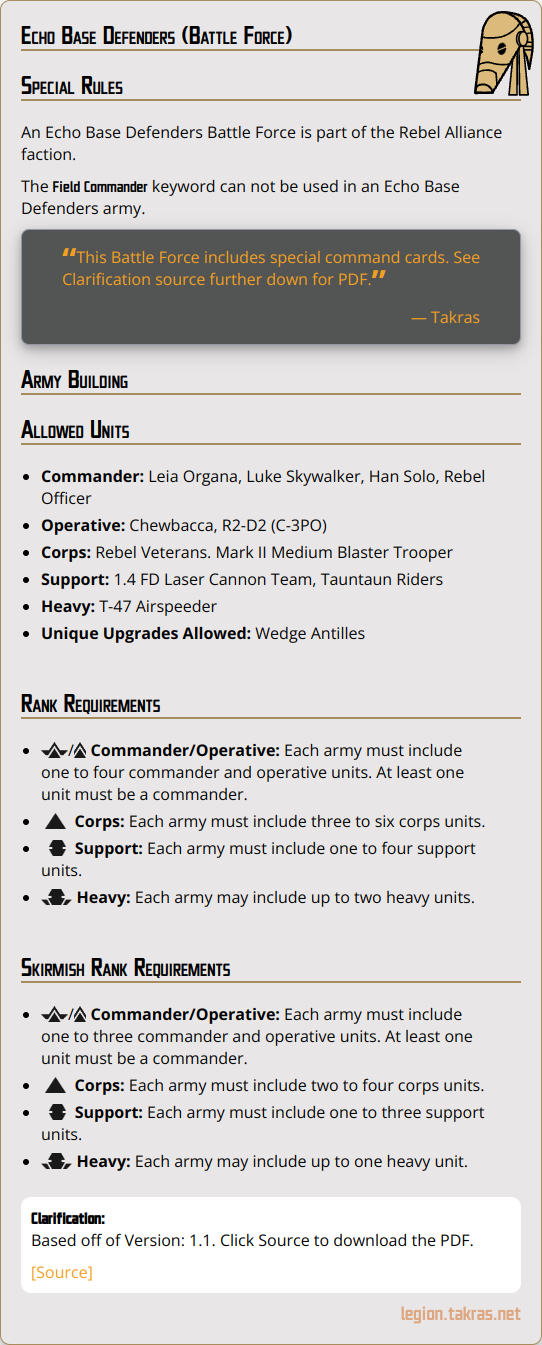 Echo Base Defenders (Battle Force)
Special Rules
An Echo Base Defenders Battle Force is part of the Rebel Alliance
faction.
The Field Commander keyword can not be used in an Echo Base
Defenders army.
“This Battle Force includes special command cards. See
Clarification source further down for PDF.”
— Takras
Army Building
Allowed Units
• Commander: Leia Organa, Luke Skywalker, Han Solo, Rebel
Officer
• Operative: Chewbacca, R2-D2 (C-3PO)
• Corps: Rebel Veterans. Mark II Medium Blaster Trooper
• Support: 1.4 FD Laser Cannon Team, Tauntaun Riders
• Heavy: T-47 Airspeeder
• Unique Upgrades Allowed: Wedge Antilles
Rank Requirements
• / Commander/Operative: Each army must include
one to four commander and operative units. At least one
unit must be a commander.
• Corps: Each army must include three to six corps units.
• Support: Each army must include one to four support
units.
• Heavy: Each army may include up to two heavy units.
Skirmish Rank Requirements
• / Commander/Operative: Each army must include
one to three commander and operative units. At least one
unit must be a commander.
• Corps: Each army must include two to four corps units.
• Support: Each army must include one to three support
units.
• Heavy: Each army may include up to one heavy unit.
Clarification:
Based off of Version: 1.1. Click Source to download the PDF.
[Source]
legion.takras.net